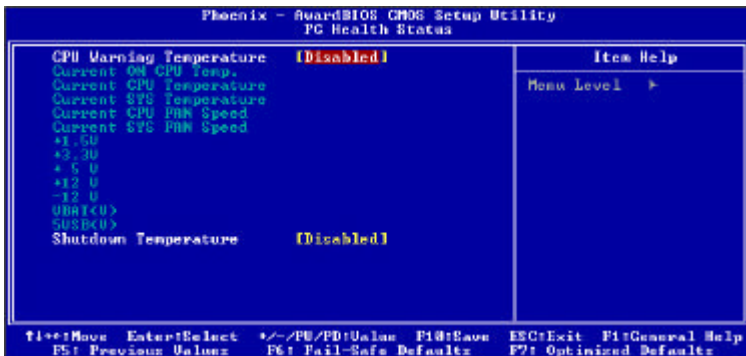 Phoenix - AwardBIOS CMOS Setup Utility
PC Health Status
CPU Warning Temperature [Disabled]
Current ON CPU Temp.
Current CPU Temperature
Current SYS Temperature
Current CPU FAN Speed
Current SYS FAN Speed
+1.5V
+3.3V
+ 5 V
+12 V
-12 V
VBAT(V)
5VSB(V)
Shutdown Temperature [Disabled]
Item Help
Menu Level ►
↑↓→←:Move Enter:Select +/-/PU/PD:Value F10:Save ESC:Exit F1:General Help
F5: Previous Values F6: Fail-Safe Defaults F7: Optimized Defaults